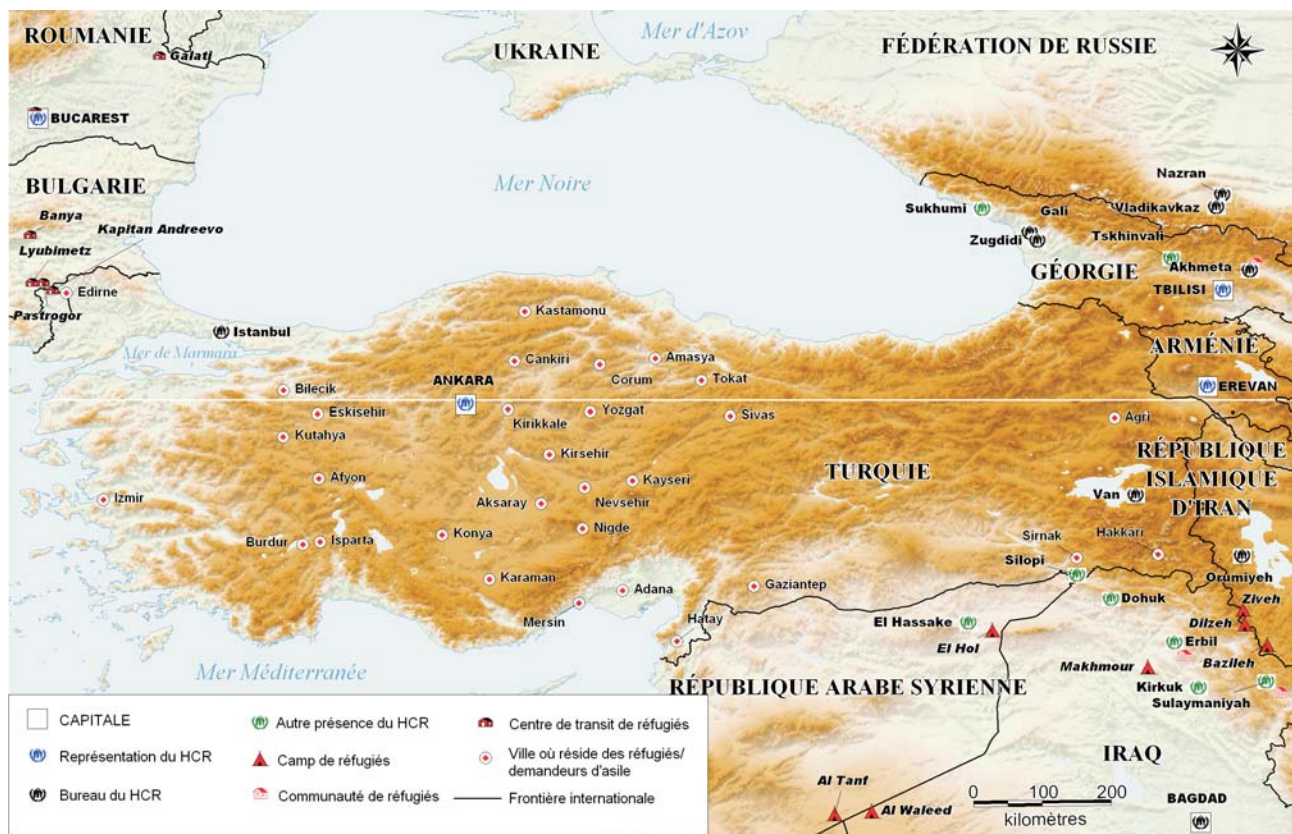 ROUMANIE
Galati
BUCAREST
UKRAINE
Mer d'Azov
FÉDÉRATION DE RUSSIE
Mer Noire
BULGARIE
Banya
Kapitan Andreevo
Lyubimetz
Edirne
Pastrogor
Istanbul
Mer de Marmara
Nazran
Vladikavkaz
Sukhumi
Gali
Zugdidi
Tskhinvali
Akhmeta
GÉORGIE
TBILISI
ARMÉNIE
EREVAN
Kastamonu
Cankiri
Corum
Amasya
Tokat
ANKARA
Bilecik
Eskisehir
Kirikkale
Yozgat
Sivas
Agri
Kutahya
Kirsehir
RÉPUBLIQUE
ISLAMIQUE
D'IRAN
Afyon
Kayseri
TURQUIE
Izmir
Aksaray
Nevsehir
Van
Burdur
Isparta
Konya
Nigde
Sirnak
Hakkari
Silopi
Orumiyeh
Karaman
Adana
Gaziantep
Mersin
Dohuk
Ziveh
Dilzeh
Hatay
El Hassake
El Hol
Erbil
Bazileh
Makhmour
Mer Méditerranée
RÉPUBLIQUE ARABE SYRIENNE
Kirkuk
Sulaymaniyah
IRAQ
Al Tanf
Al Waleed
BAGDAD
0 100 200
kilomètres
CAPITALE
Représentation du HCR
Bureau du HCR
Autre présence du HCR
Camp de réfugiés
Communauté de réfugiés
Centre de transit de réfugiés
Ville où réside des réfugiés/
demandeurs d'asile
Frontière internationale